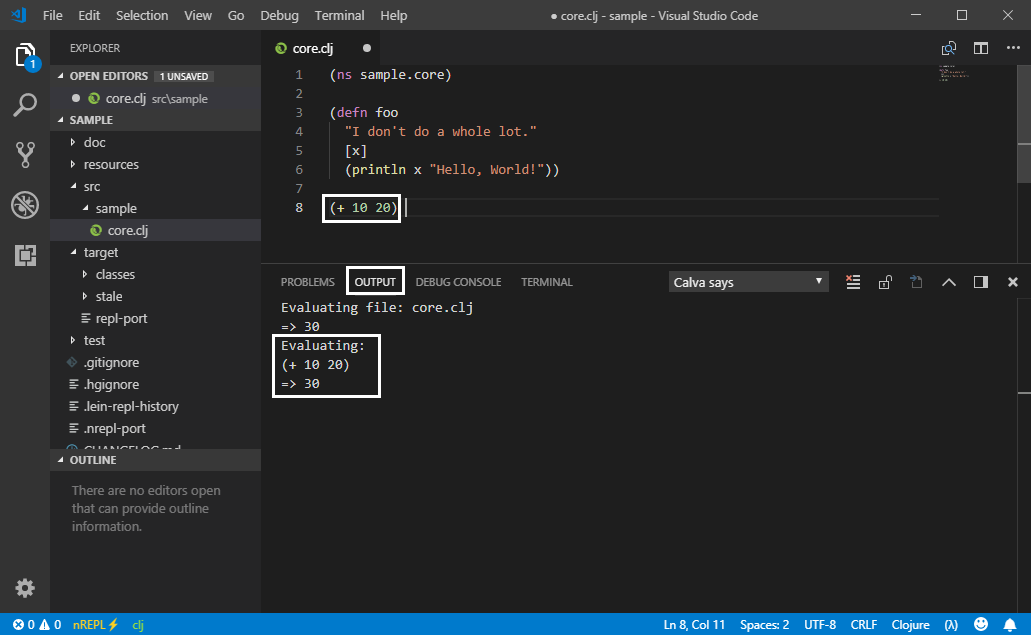 File Edit Selection View Go Debug Terminal Help
● core.clj - sample - Visual Studio Code
1
EXPLORER
OPEN EDITORS 1 UNSAVED
core.clj src\sample
SAMPLE
doc
resources
src
sample
core.clj
target
classes
stale
repl-port
test
.gitignore
.hgignore
.lein-repl-history
.nrepl-port
CHANGELOG.md
OUTLINE
There are no editors open
that can provide outline
information.
core.clj
1 (ns sample.core)
2
3 (defn foo
4 "I don't do a whole lot."
5 [x]
6 (println x "Hello, World!"))
7
8 (+ 10 20)
PROBLEMS OUTPUT DEBUG CONSOLE TERMINAL Calva says
Evaluating file: core.clj
=> 30
Evaluating:
(+ 10 20)
=> 30
0 0 nREPL⚡ clj Ln 8, Col 11 Spaces: 2 UTF-8 CRLF Clojure (λ)